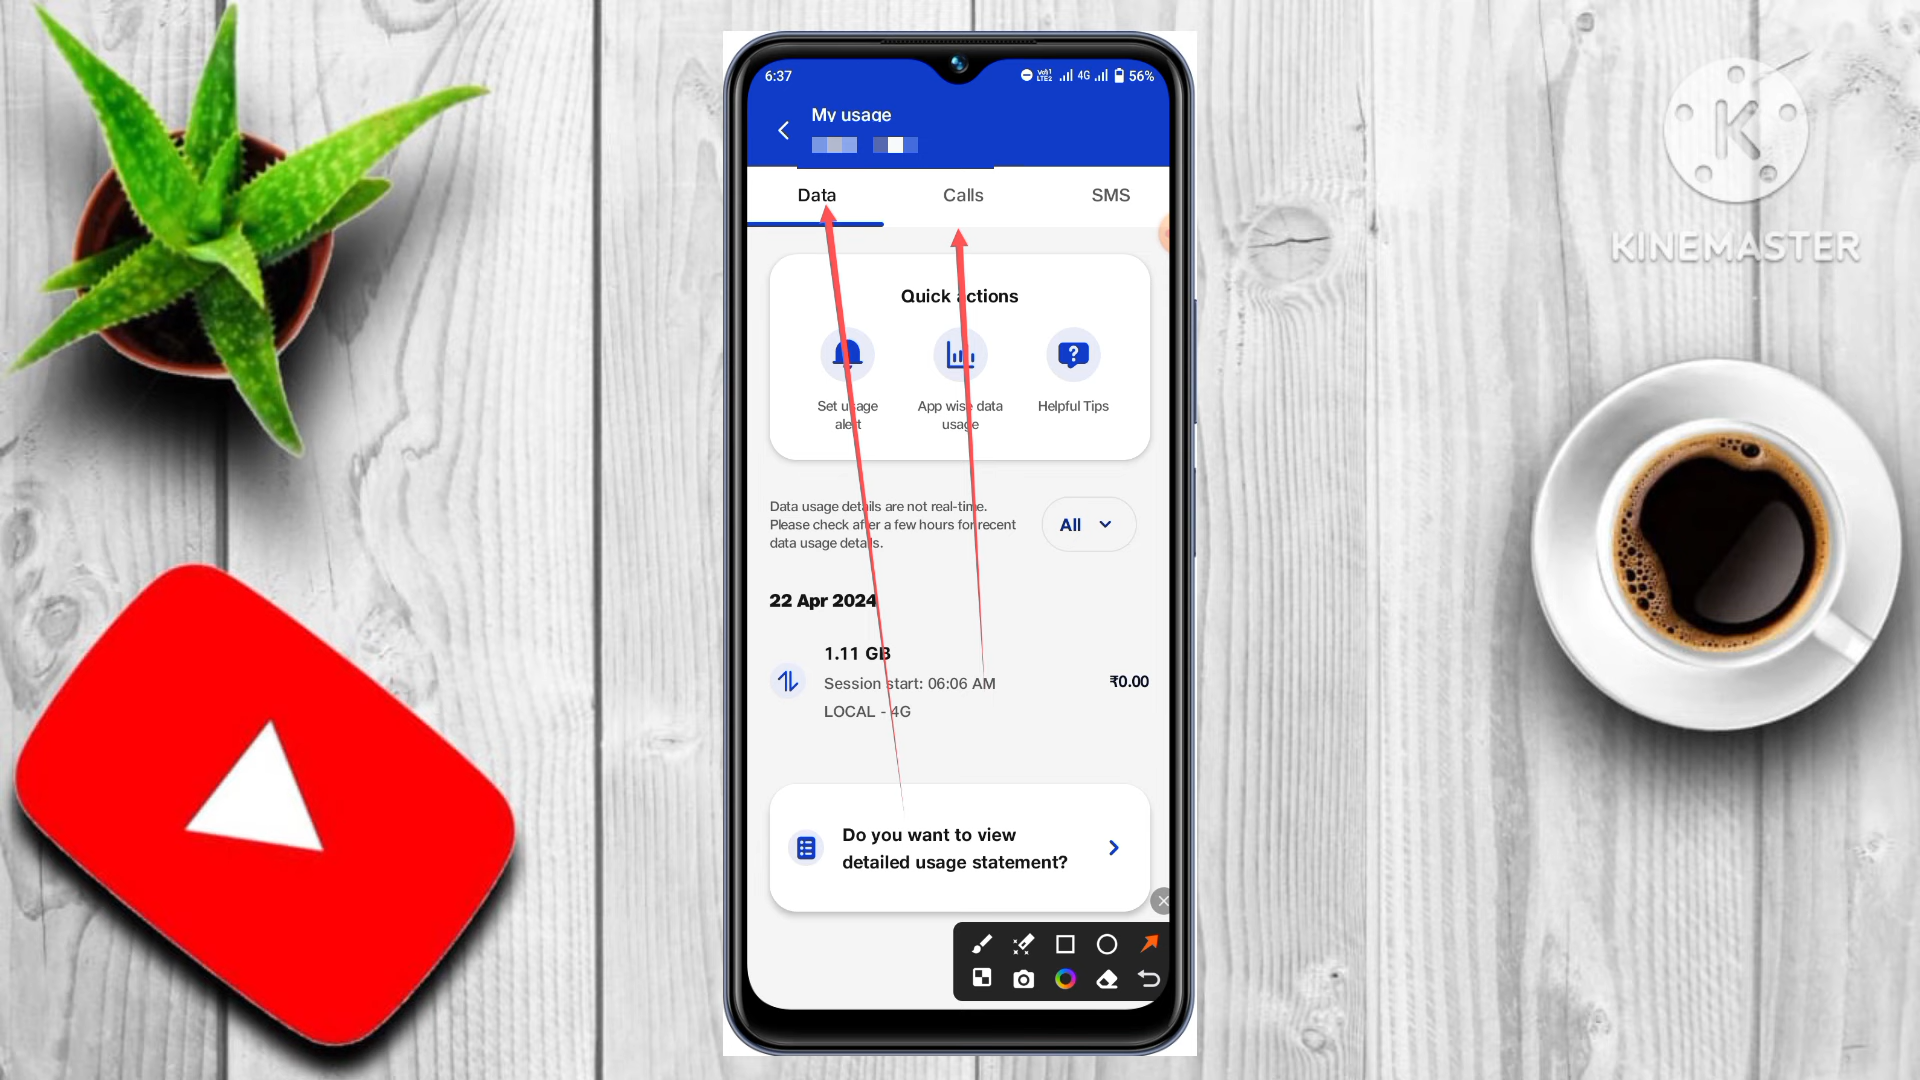 6:37
Vo1
LTE2
4G
56%
My usage
Data
Calls
SMS
Quick actions
Set usage
alert
App wise data
usage
Helpful Tips
Data usage details are not real-time.
Please check after a few hours for recent
data usage details.
All
22 Apr 2024
1.11 GB
Session start: 06:06 AM
LOCAL - 4G
₹0.00
Do you want to view
detailed usage statement?
K
KINEMASTER